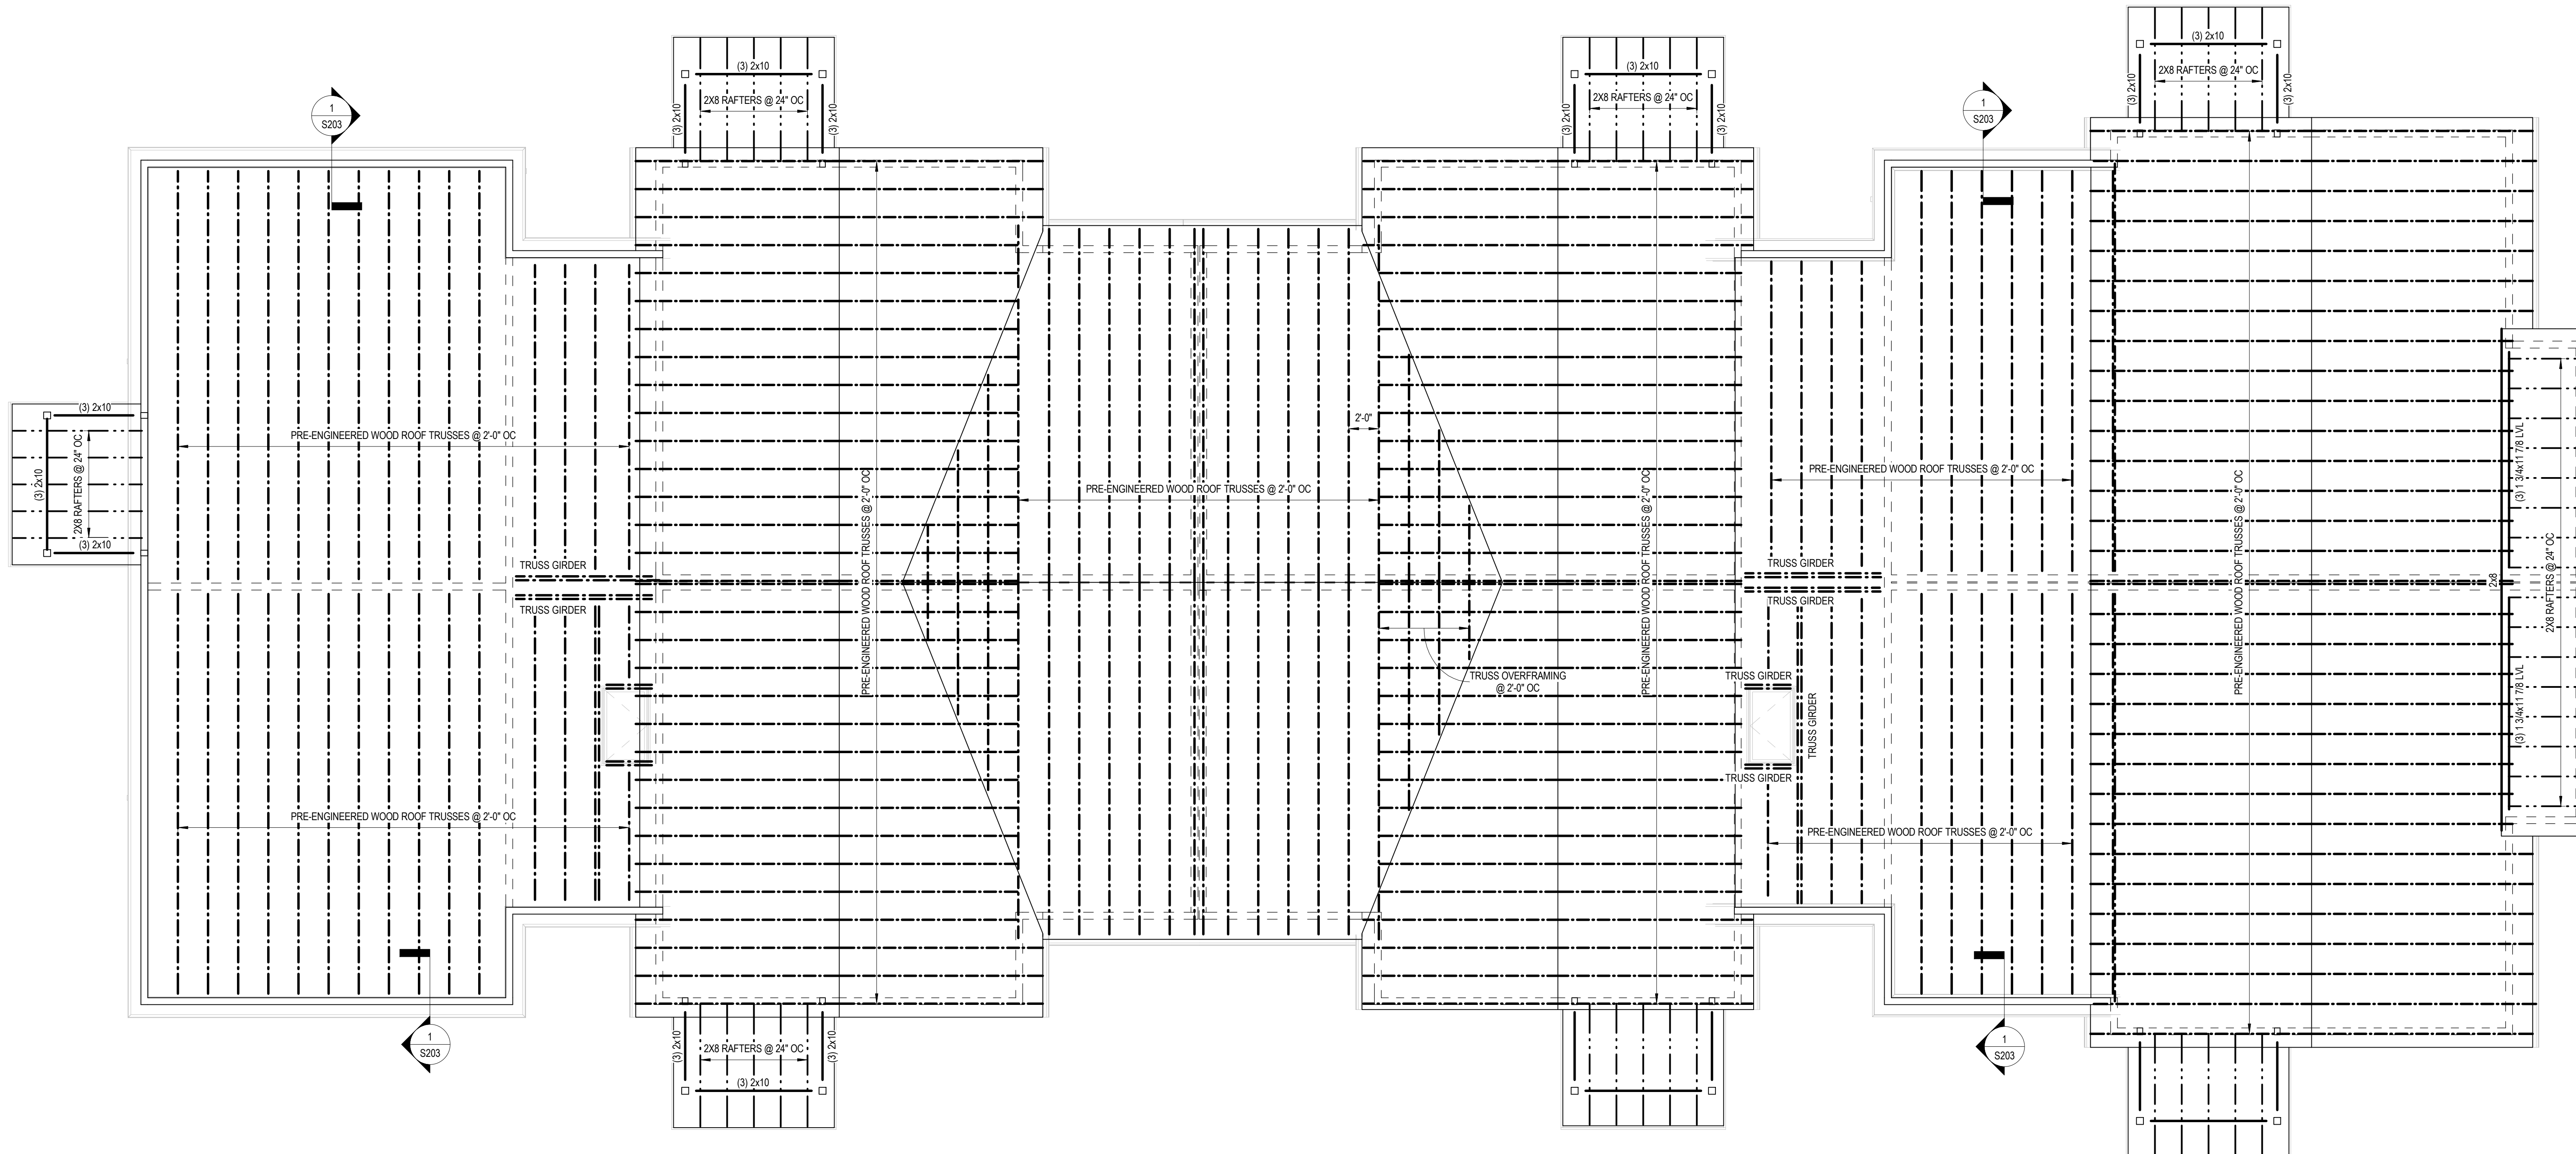 (3) 2x10
2X8 RAFTERS @ 24" OC
(3) 2x10
(3) 2x10
(3) 2x10
2X8 RAFTERS @ 24" OC
(3) 2x10
(3) 2x10
(3) 2x10
2X8 RAFTERS @ 24" OC
(3) 2x10
(3) 2x10
1
S203
1
S203
(3) 2x10
(3) 2x10
2X8 RAFTERS @ 24" OC
(3) 2x10
PRE-ENGINEERED WOOD ROOF TRUSSES @ 2'-0" OC
PRE-ENGINEERED WOOD ROOF TRUSSES @ 2'-0" OC
PRE-ENGINEERED WOOD ROOF TRUSSES @ 2'-0" OC
2'-0"
PRE-ENGINEERED WOOD ROOF TRUSSES @ 2'-0" OC
PRE-ENGINEERED WOOD ROOF TRUSSES @ 2'-0" OC
PRE-ENGINEERED WOOD ROOF TRUSSES @ 2'-0" OC
(3) 1 3/4x11 7/8 LVL
2x8
2X8 RAFTERS @ 24" OC
(3) 1 3/4x11 7/8 LVL
TRUSS GIRDER
TRUSS GIRDER
TRUSS GIRDER
TRUSS GIRDER
TRUSS OVERFRAMING
@ 2'-0" OC
TRUSS GIRDER
TRUSS GIRDER
TRUSS GIRDER
PRE-ENGINEERED WOOD ROOF TRUSSES @ 2'-0" OC
PRE-ENGINEERED WOOD ROOF TRUSSES @ 2'-0" OC
1
S203
(3) 2x10
2X8 RAFTERS @ 24" OC
(3) 2x10
(3) 2x10
1
S203